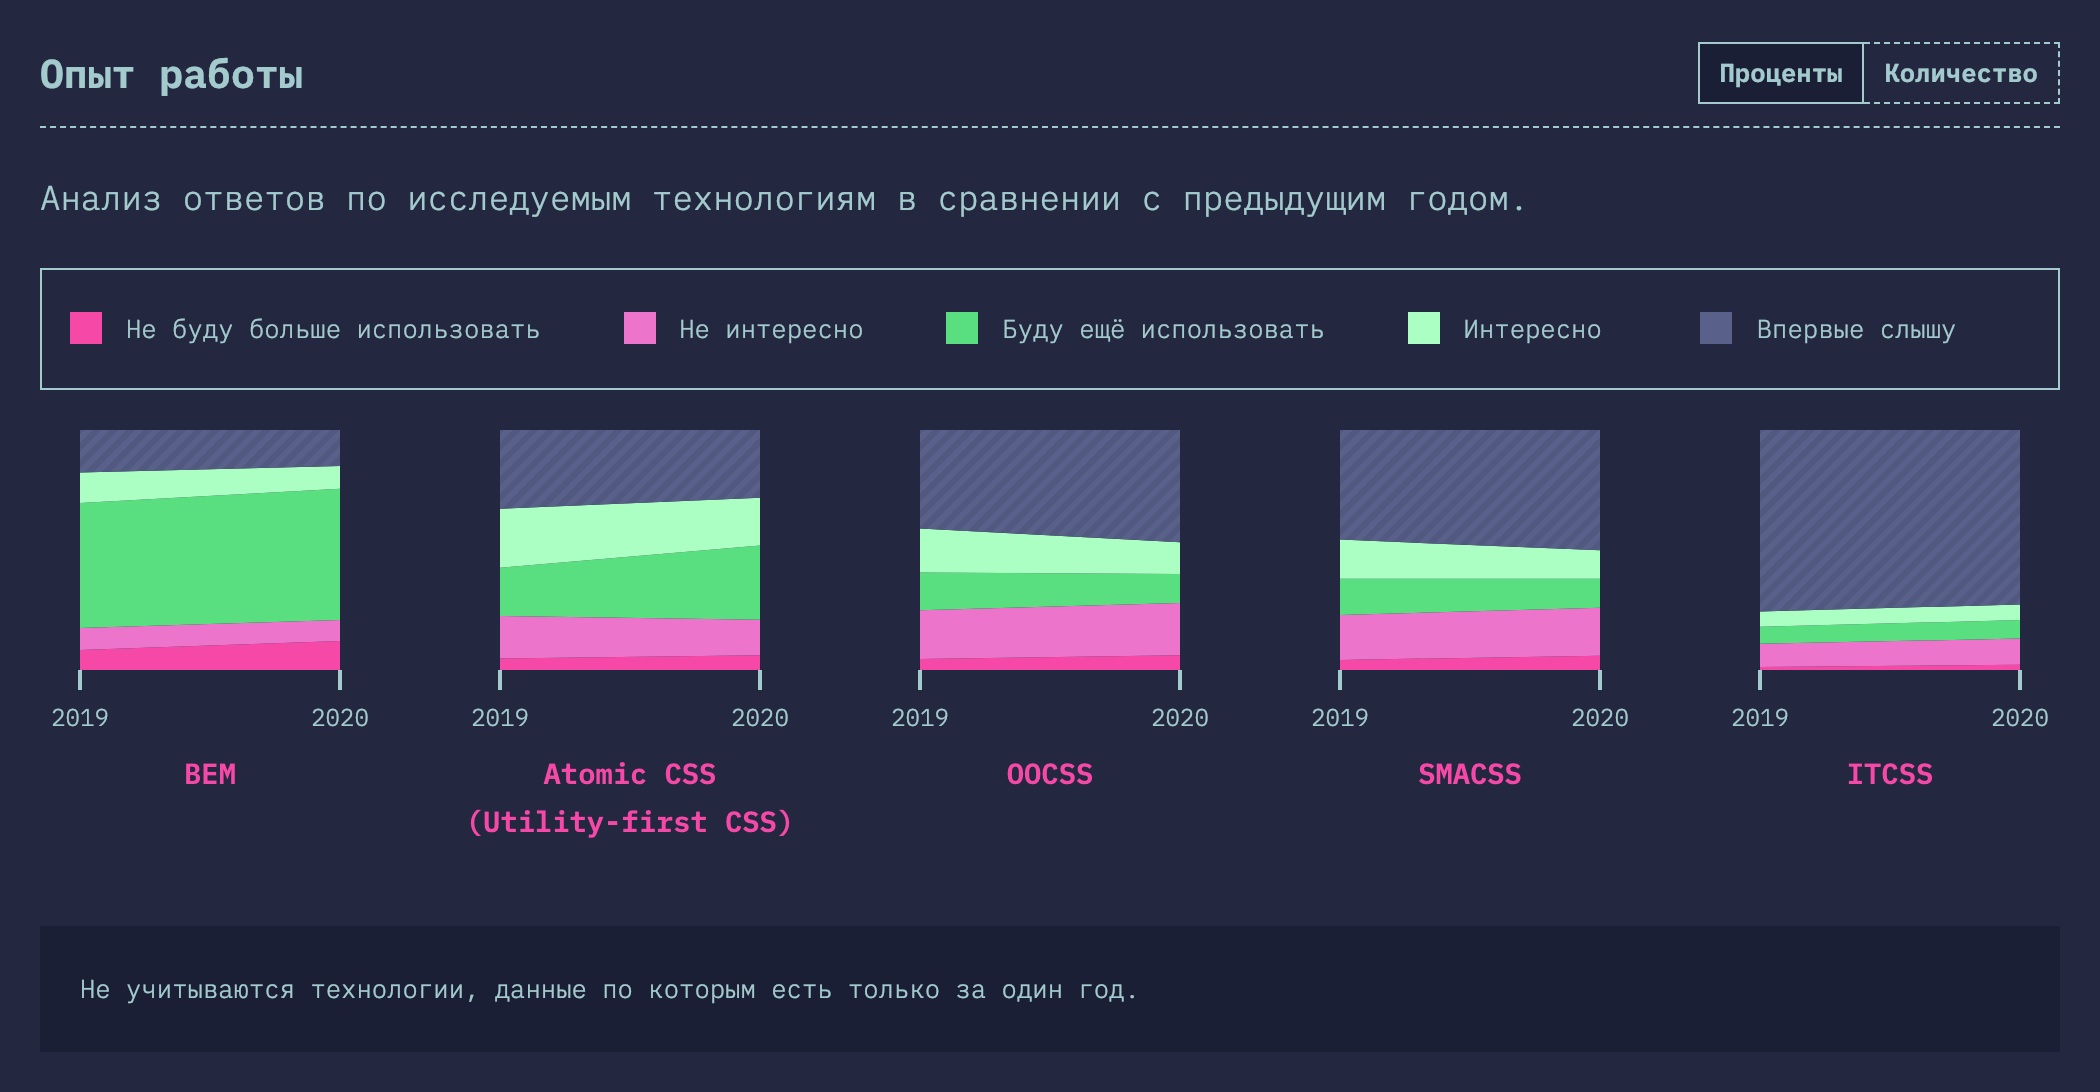 Опыт работы
Проценты Количество
Анализ ответов по исследуемым технологиям в сравнении с предыдущим годом.
Не буду больше использовать Не интересно Буду ещё использовать Интересно Впервые слышу
2019 2020 2019 2020 2019 2020 2019 2020 2019 2020
BEM Atomic CSS OOCSS SMACSS ITCSS
(Utility-first CSS)
Не учитываются технологии, данные по которым есть только за один год.